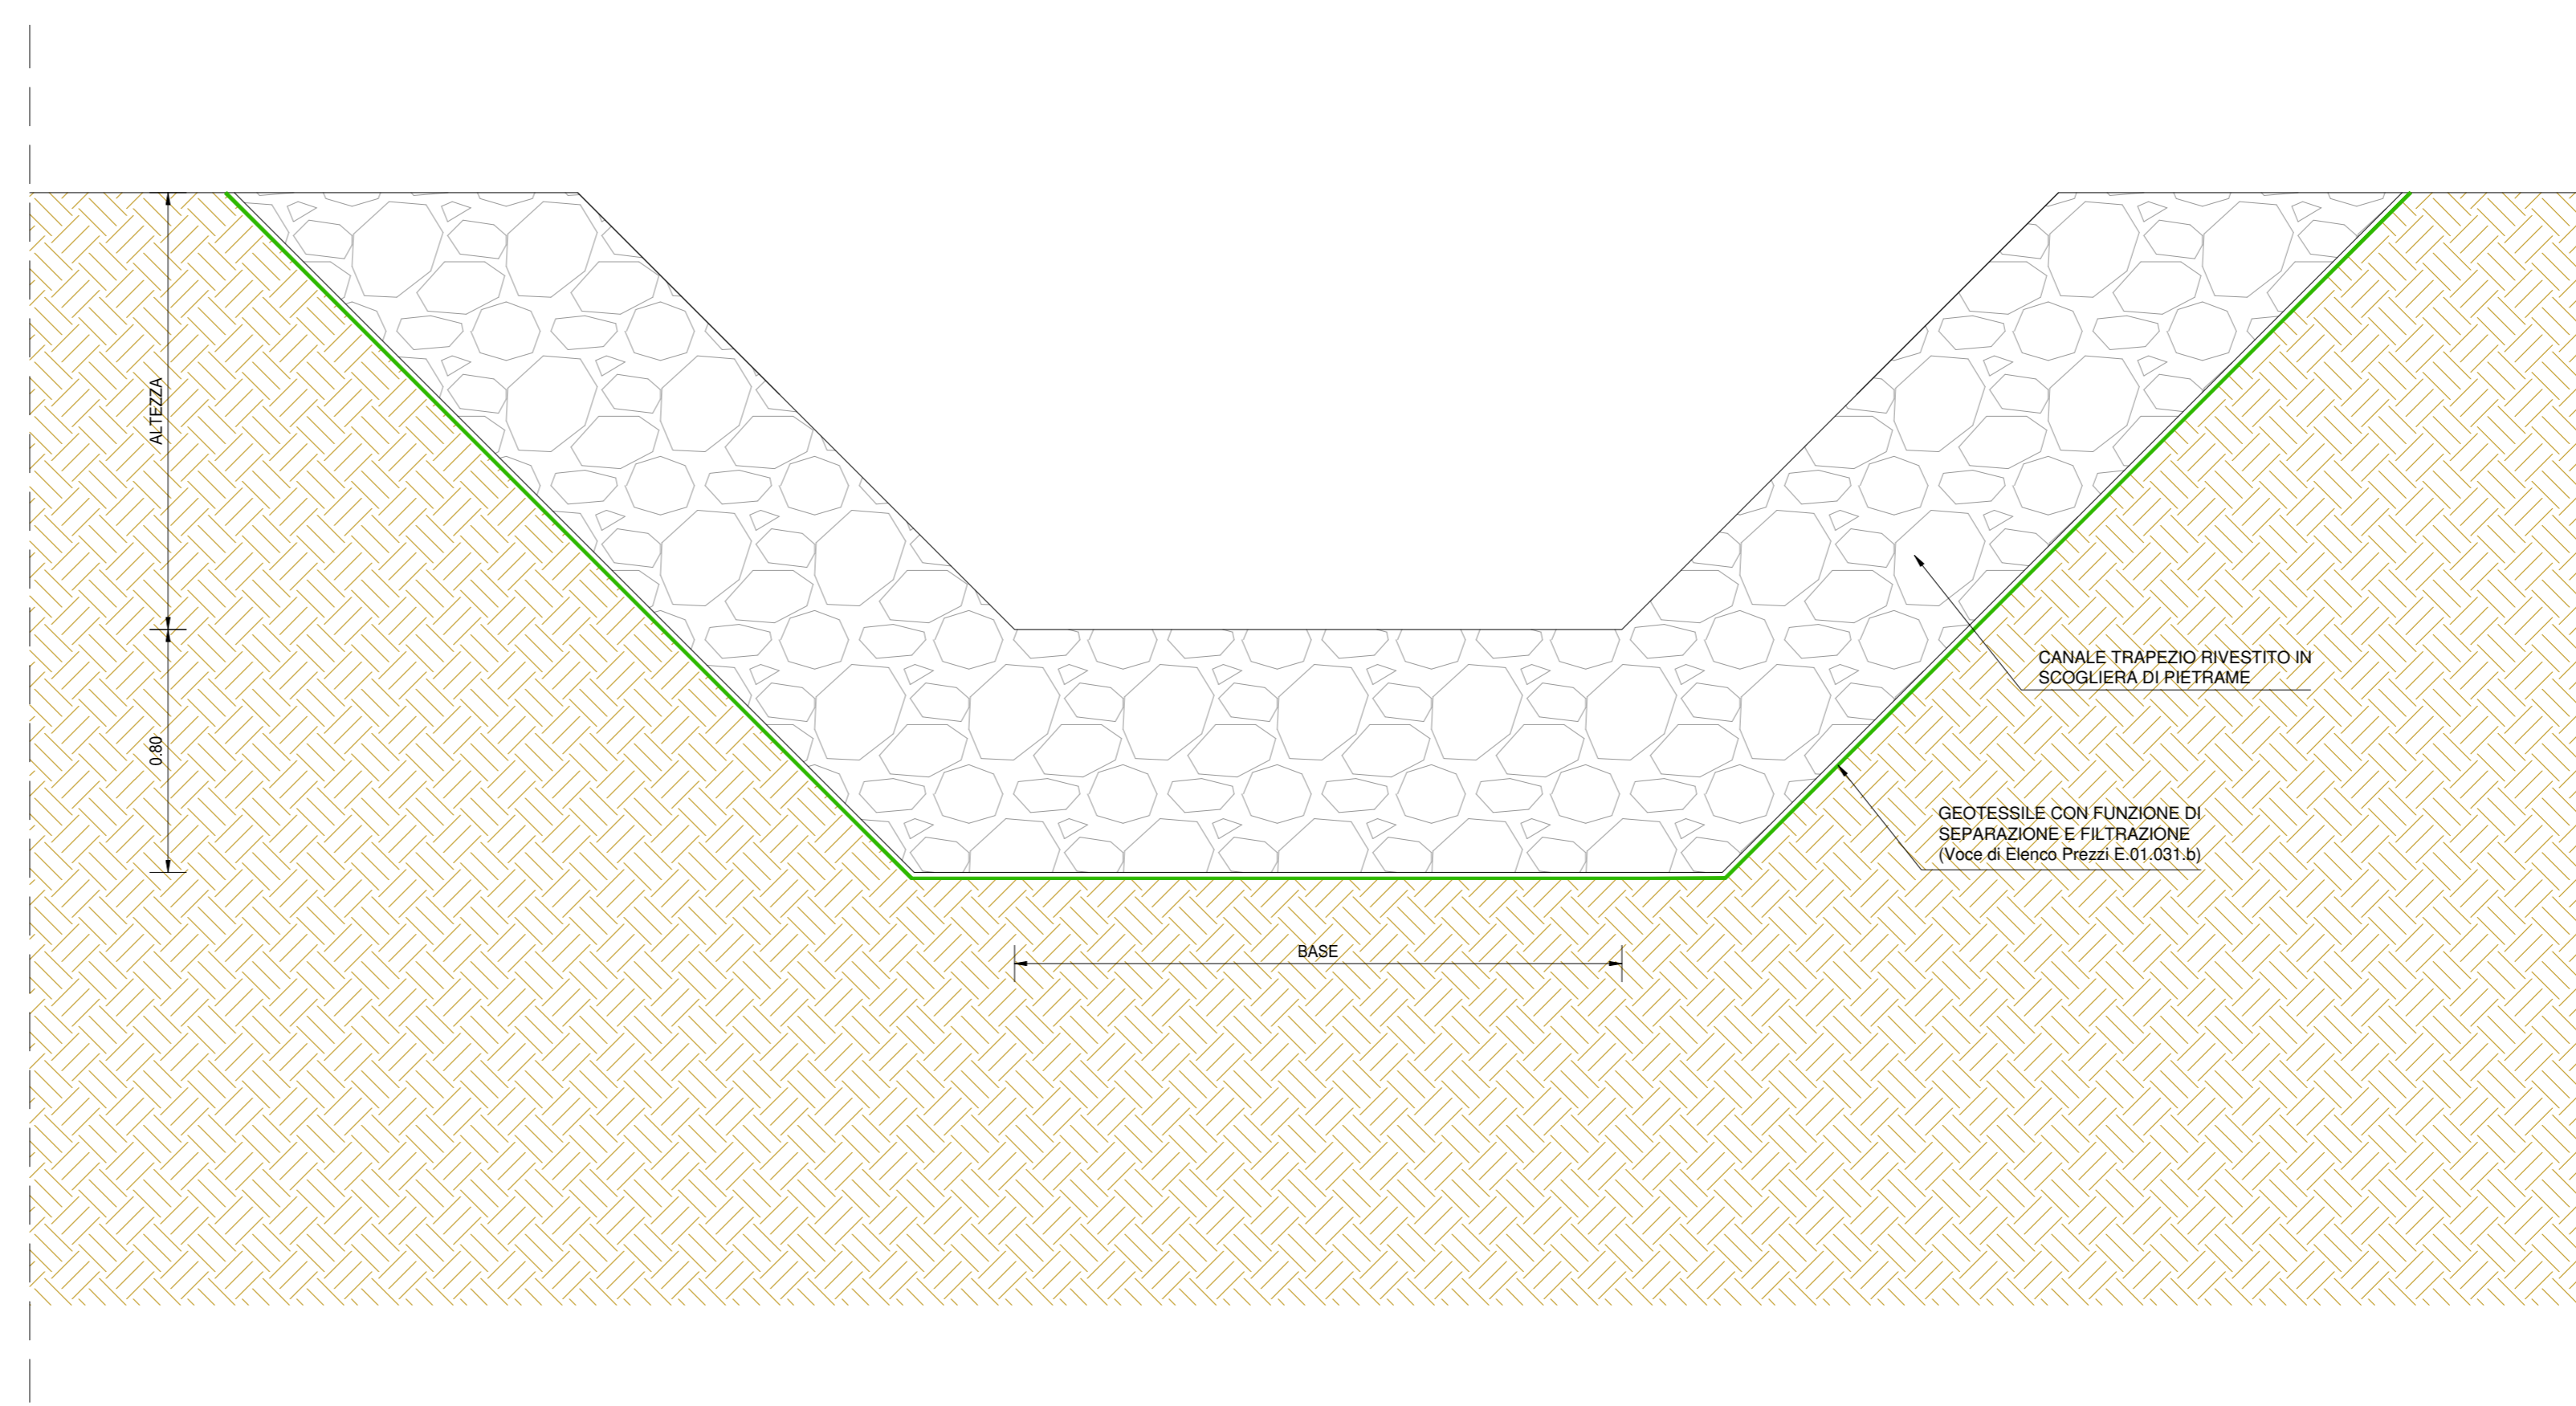 ALTEZZA
CANALE TRAPEZIO RIVESTITO IN
SCOGLIERA DI PIETRAME
0.80
GEOTESSILE CON FUNZIONE DI
SEPARAZIONE E FILTRAZIONE
(Voce di Elenco Prezzi E.01.031.b)
BASE